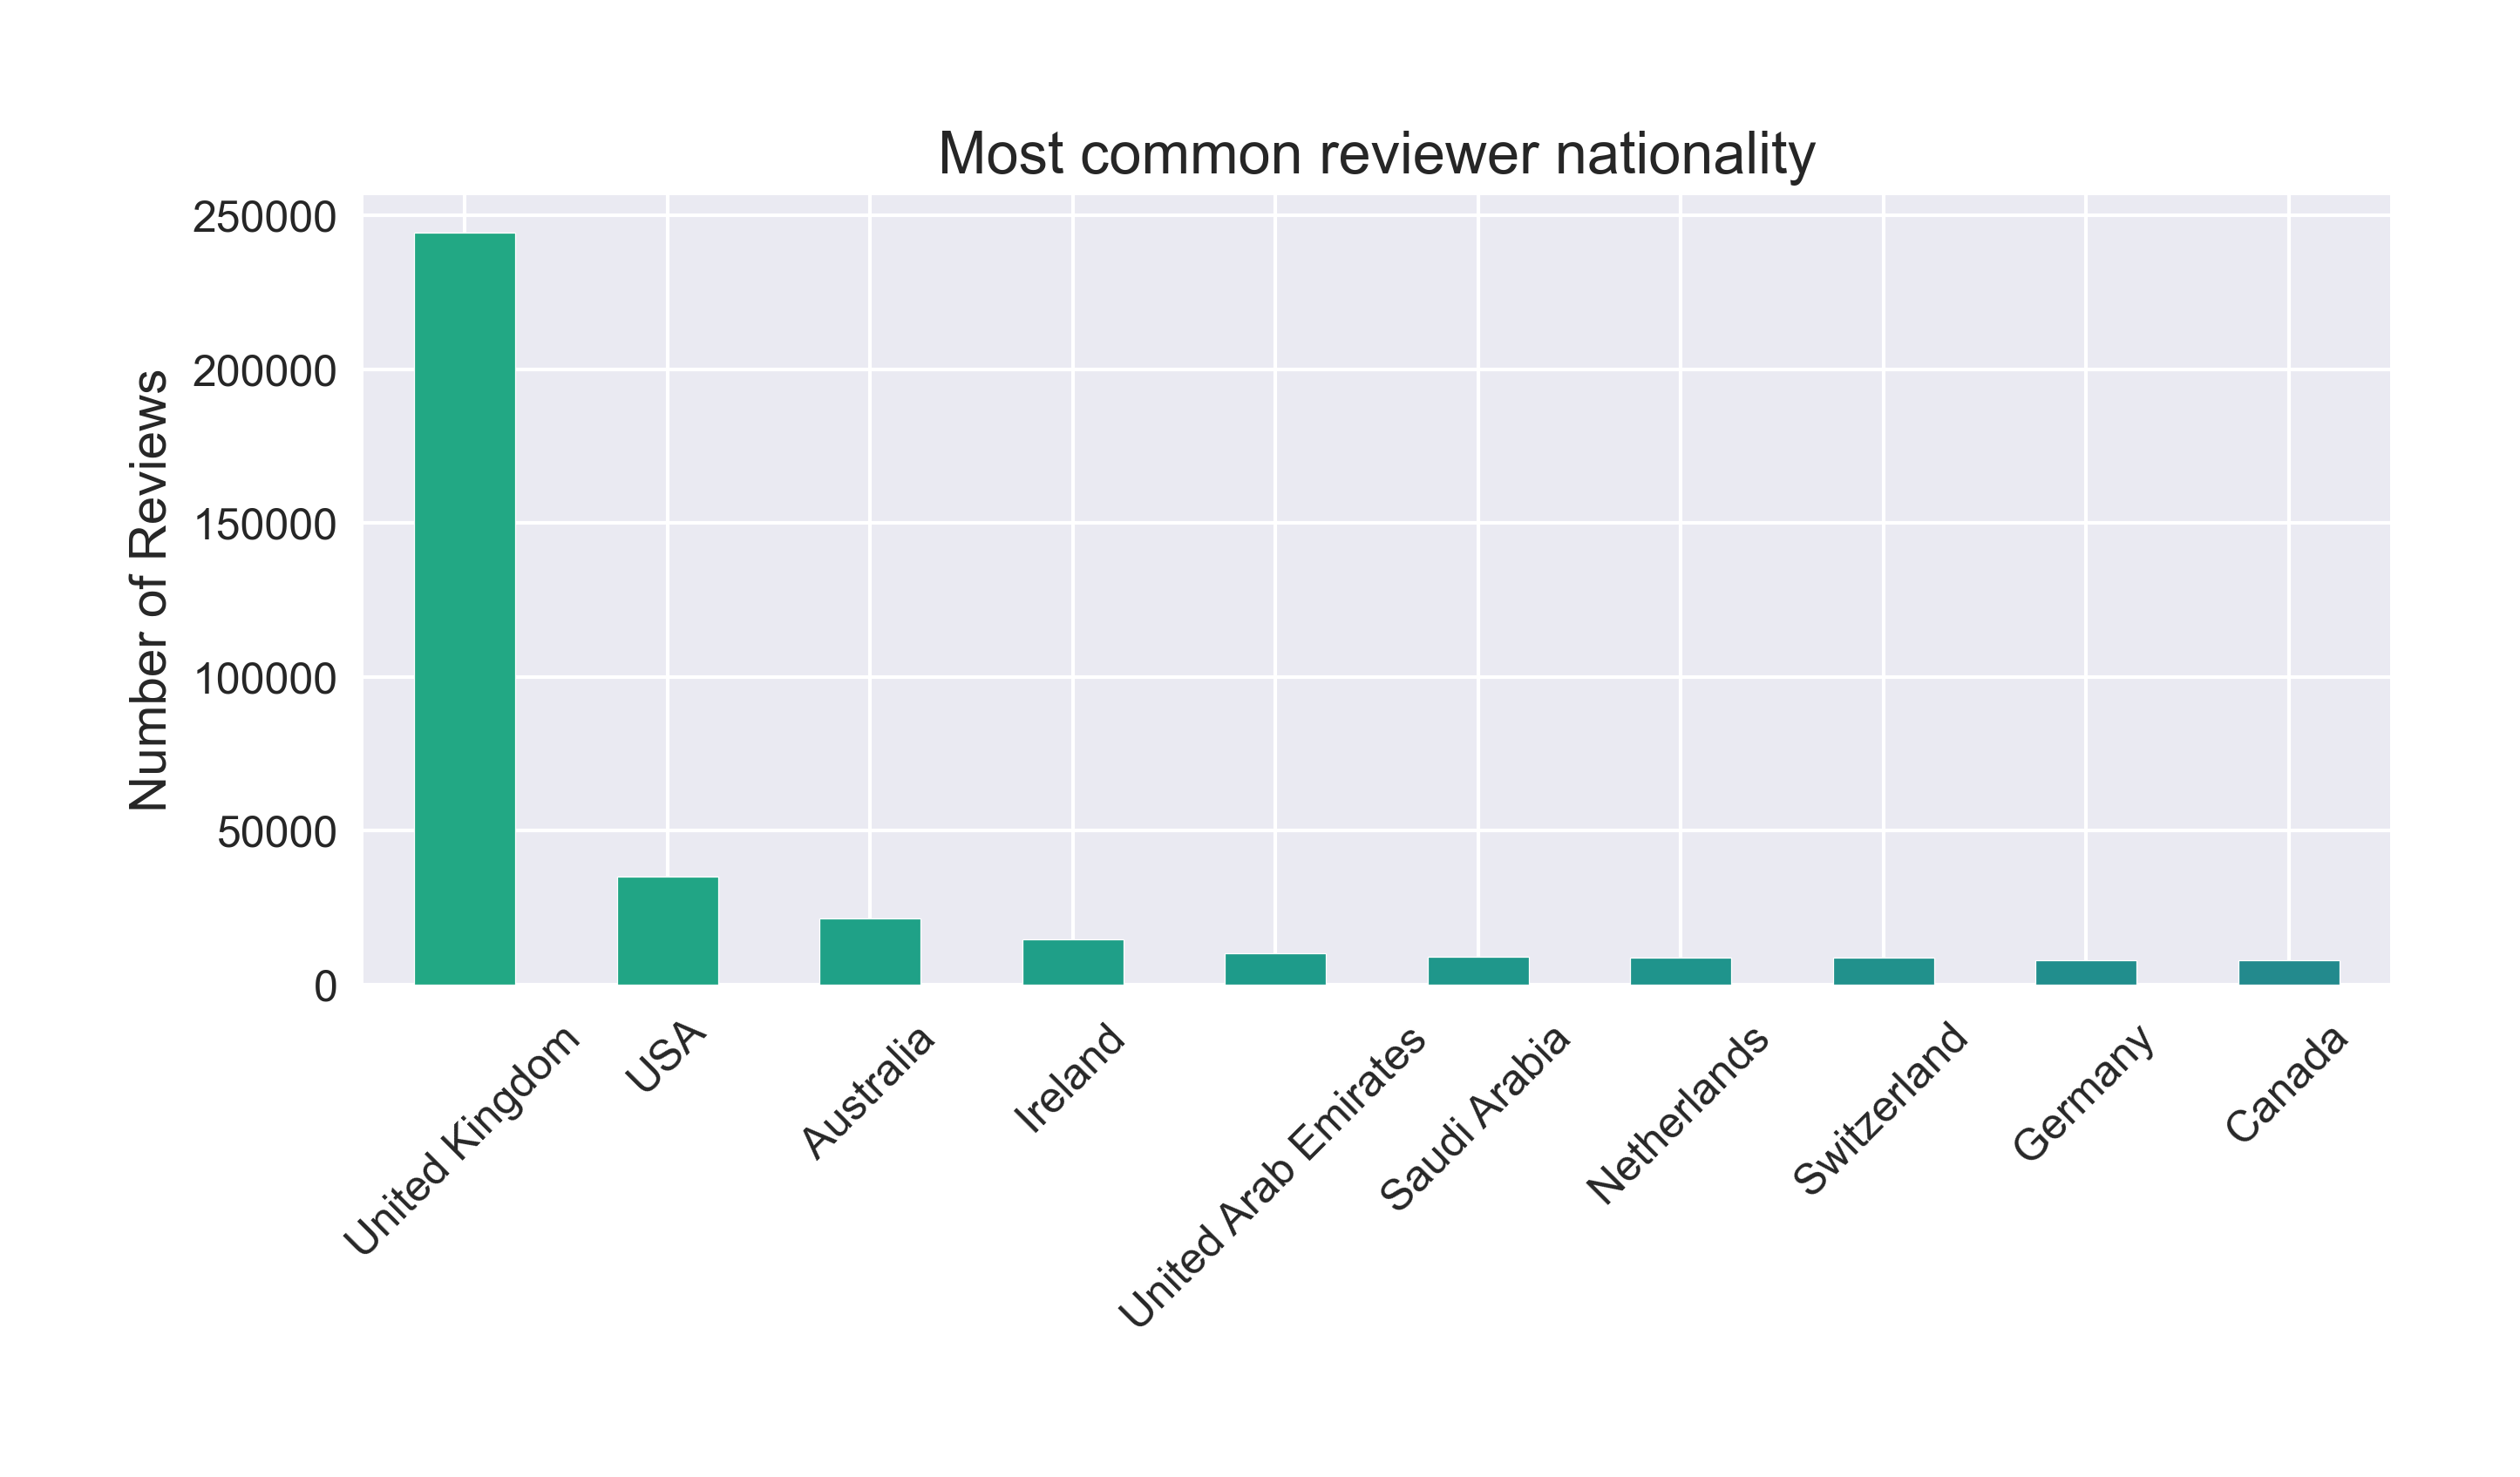 Most common reviewer nationality
Number of Reviews
250000
200000
150000
100000
50000
0
United Kingdom
USA
Australia
Ireland
United Arab Emirates
Saudi Arabia
Netherlands
Switzerland
Germany
Canada